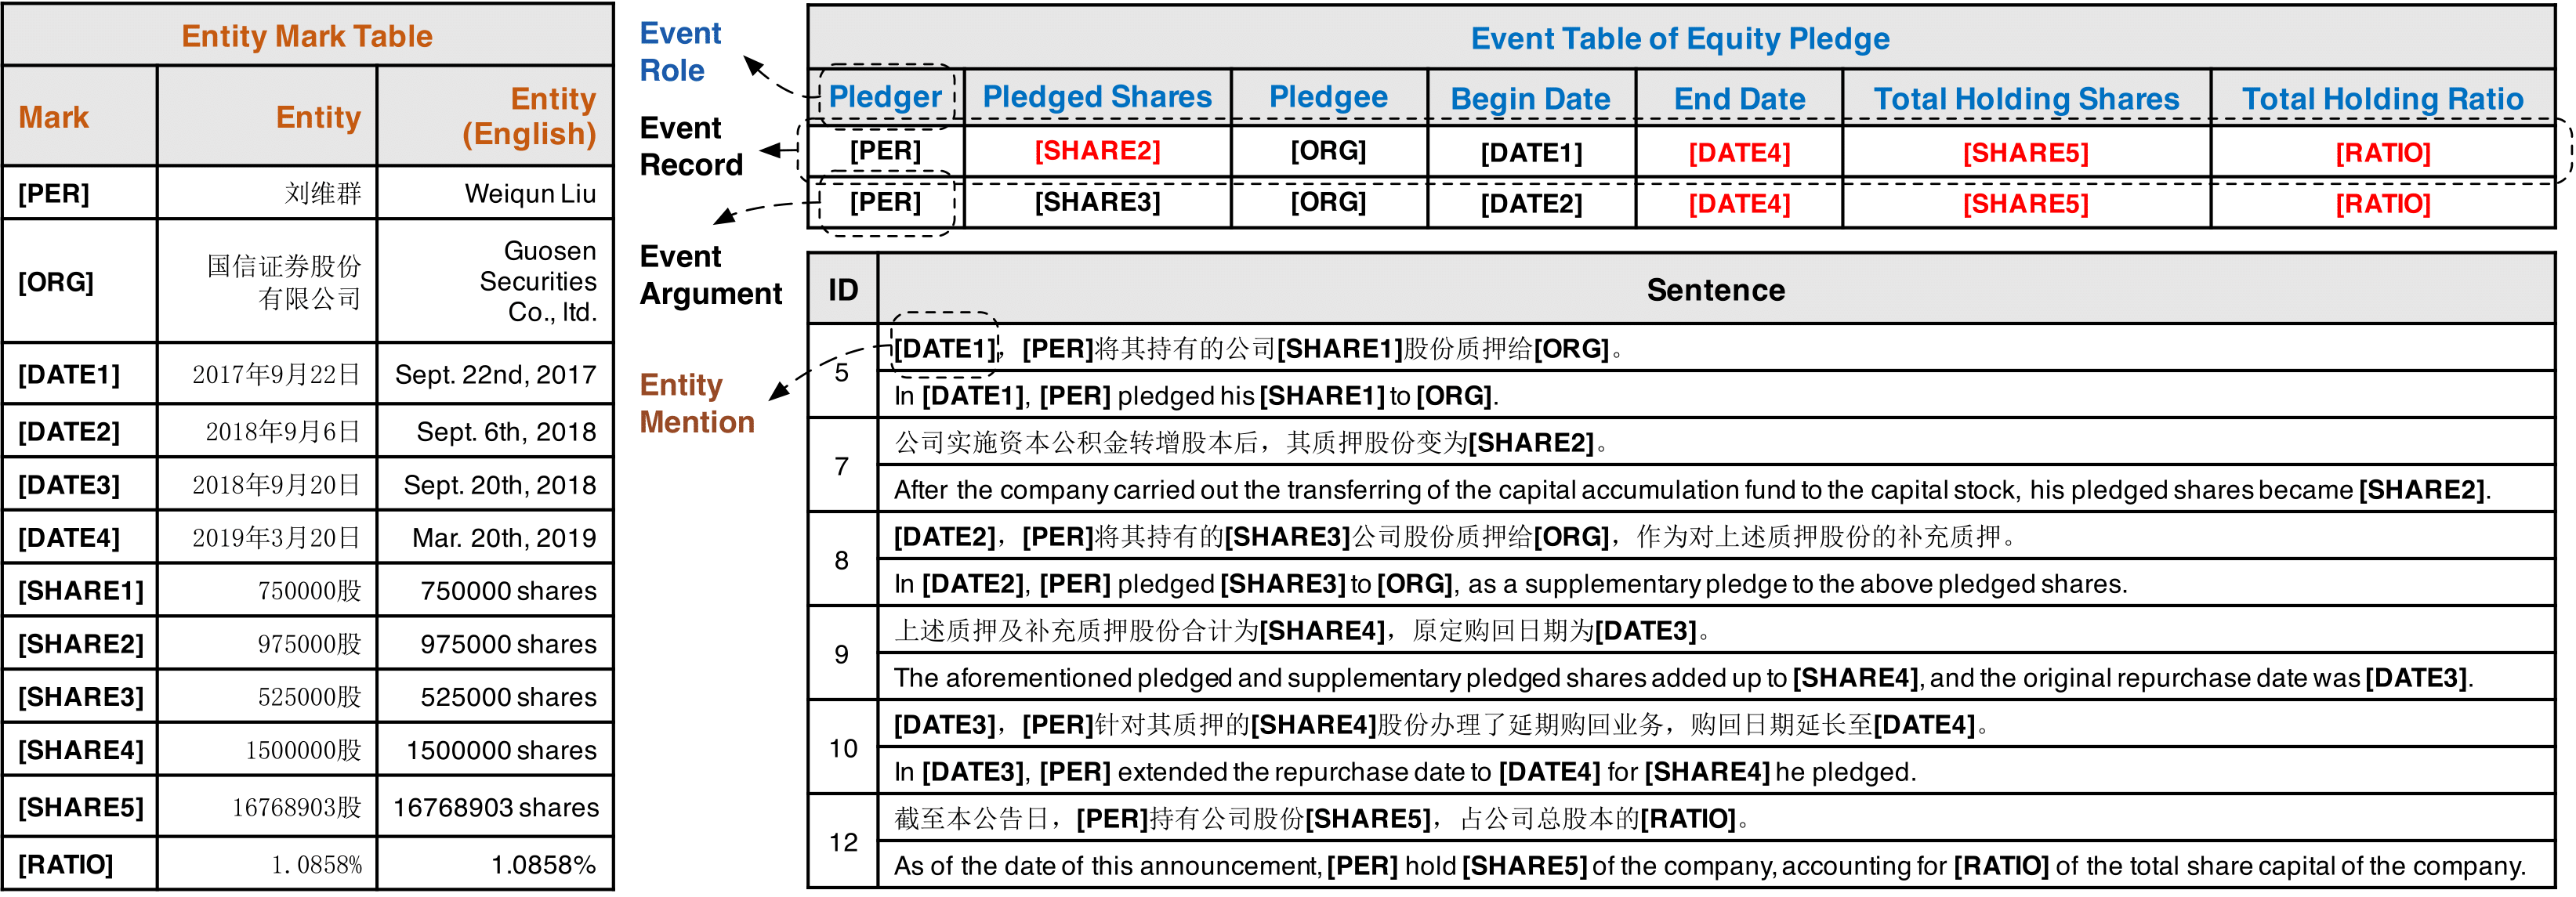 Entity Mark Table
Mark Entity Entity (English)
[PER] 刘维群 Weiqun Liu
[ORG] 国信证券股份有限公司 Guosen Securities Co., ltd.
[DATE1] 2017年9月22日 Sept. 22nd, 2017
[DATE2] 2018年9月6日 Sept. 6th, 2018
[DATE3] 2018年9月20日 Sept. 20th, 2018
[DATE4] 2019年3月20日 Mar. 20th, 2019
[SHARE1] 750000股 750000 shares
[SHARE2] 975000股 975000 shares
[SHARE3] 525000股 525000 shares
[SHARE4] 1500000股 1500000 shares
[SHARE5] 16768903股 16768903 shares
[RATIO] 1.0858% 1.0858%
Event Role
Event Record
Event Argument
Entity Mention
Event Table of Equity Pledge
Pledger Pledged Shares Pledgee Begin Date End Date Total Holding Shares Total Holding Ratio
[PER] [SHARE2] [ORG] [DATE1] [DATE4] [SHARE5] [RATIO]
[PER] [SHARE3] [ORG] [DATE2] [DATE4] [SHARE5] [RATIO]
ID Sentence
5
[DATE1]，[PER]将其持有的公司[SHARE1]股份质押给[ORG]。
In [DATE1], [PER] pledged his [SHARE1] to [ORG].
7
公司实施资本公积金转增股本后，其质押股份变为[SHARE2]。
After the company carried out the transferring of the capital accumulation fund to the capital stock, his pledged shares became [SHARE2].
8
[DATE2]，[PER]将其持有的[SHARE3]公司股份质押给[ORG]，作为对上述质押股份的补充质押。
In [DATE2], [PER] pledged [SHARE3] to [ORG], as a supplementary pledge to the above pledged shares.
9
上述质押及补充质押股份合计为[SHARE4]，原定购回日期为[DATE3]。
The aforementioned pledged and supplementary pledged shares added up to [SHARE4], and the original repurchase date was [DATE3].
10
[DATE3]，[PER]针对其质押的[SHARE4]股份办理了延期购回业务，购回日期延长至[DATE4]。
In [DATE3], [PER] extended the repurchase date to [DATE4] for [SHARE4] he pledged.
12
截至本公告日，[PER]持有公司股份[SHARE5]，占公司总股本的[RATIO]。
As of the date of this announcement, [PER] hold [SHARE5] of the company, accounting for [RATIO] of the total share capital of the company.